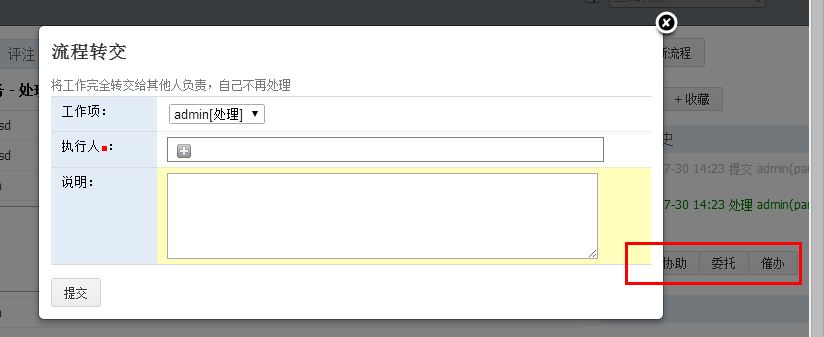 流程转交
将工作完全转交给其他人负责，自己不再处理
工作项：
admin[处理]
执行人：
说明：
提交
评注
- 处
sd
sd
流程
+ 收藏
史
7-30 14:23 提交 admin(pa
7-30 14:23 处理 admin(pa
协助 委托 催办